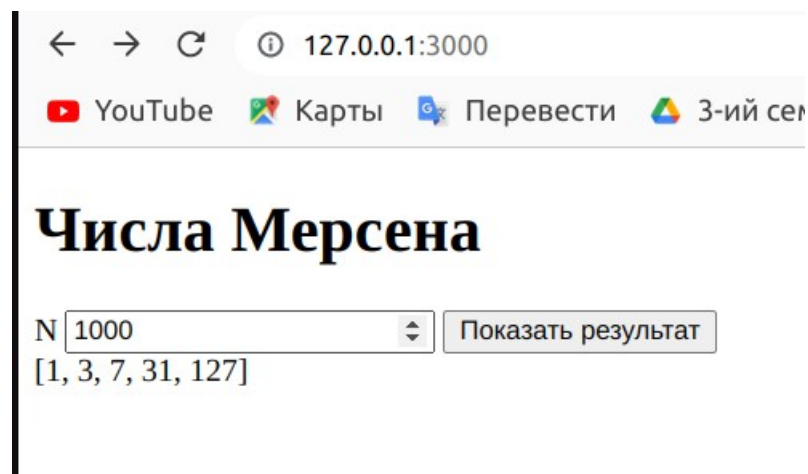 127.0.0.1:3000
YouTube Карты Перевести 3-ий сем
Числа Мерсена
N 1000 Показать результат
[1, 3, 7, 31, 127]